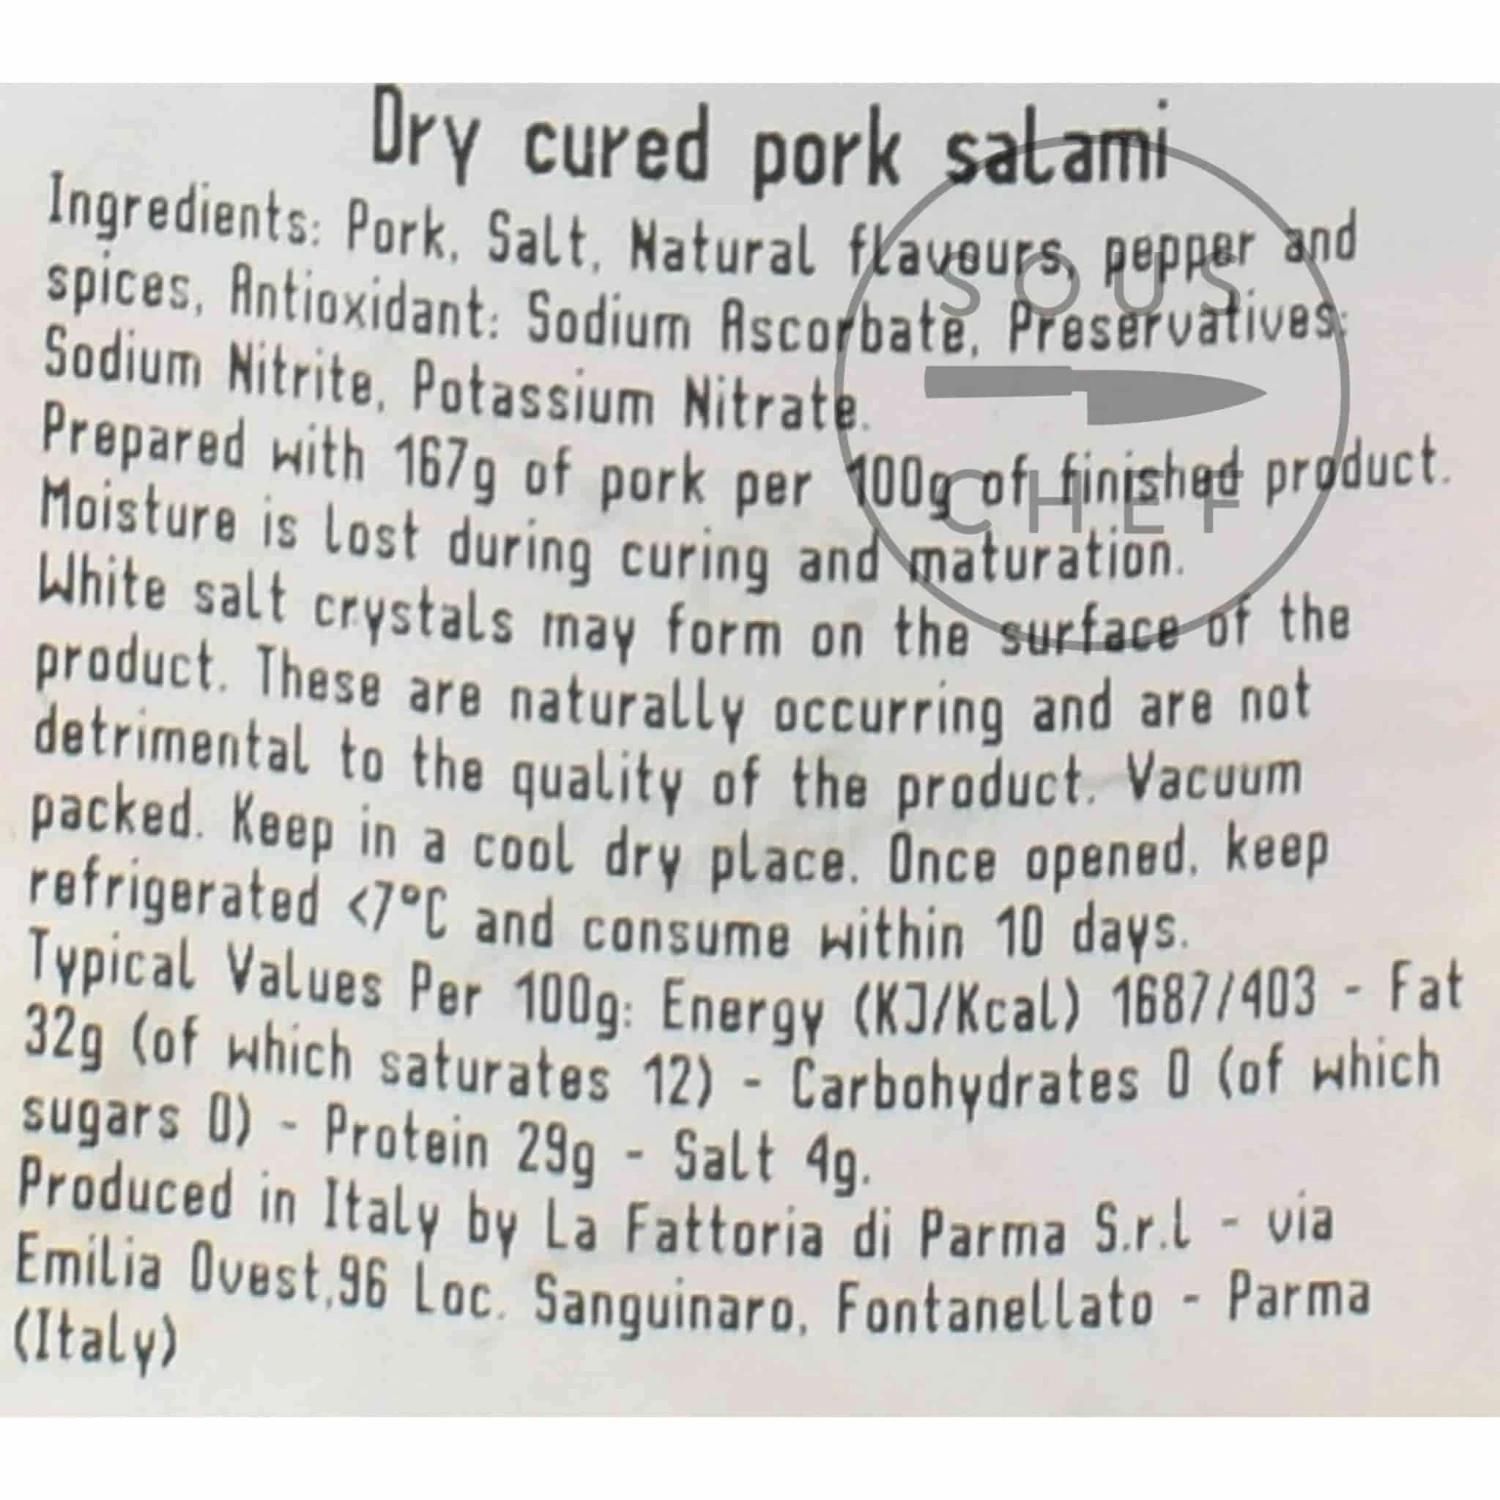 Dry cured pork salami
Ingredients: Pork, Salt, Natural flavours, pepper and
spices, Antioxidant: Sodium Ascorbate, Preservatives:
Sodium Nitrite, Potassium Nitrate.
Prepared with 167g of pork per 100g of finished product.
Moisture is lost during curing and maturation.
White salt crystals may form on the surface of the
product. These are naturally occurring and are not
detrimental to the quality of the product. Vacuum
packed. Keep in a cool dry place. Once opened, keep
refrigerated <7°C and consume within 10 days.
Typical Values Per 100g: Energy (KJ/Kcal) 1687/403 - Fat
32g (of which saturates 12) - Carbohydrates 0 (of which
sugars 0) - Protein 29g - Salt 4g.
Produced in Italy by La Fattoria di Parma S.r.l - via
Emilia Ovest,96 Loc. Sanguinaro, Fontanellato - Parma
(Italy)
SOUS
CHEF